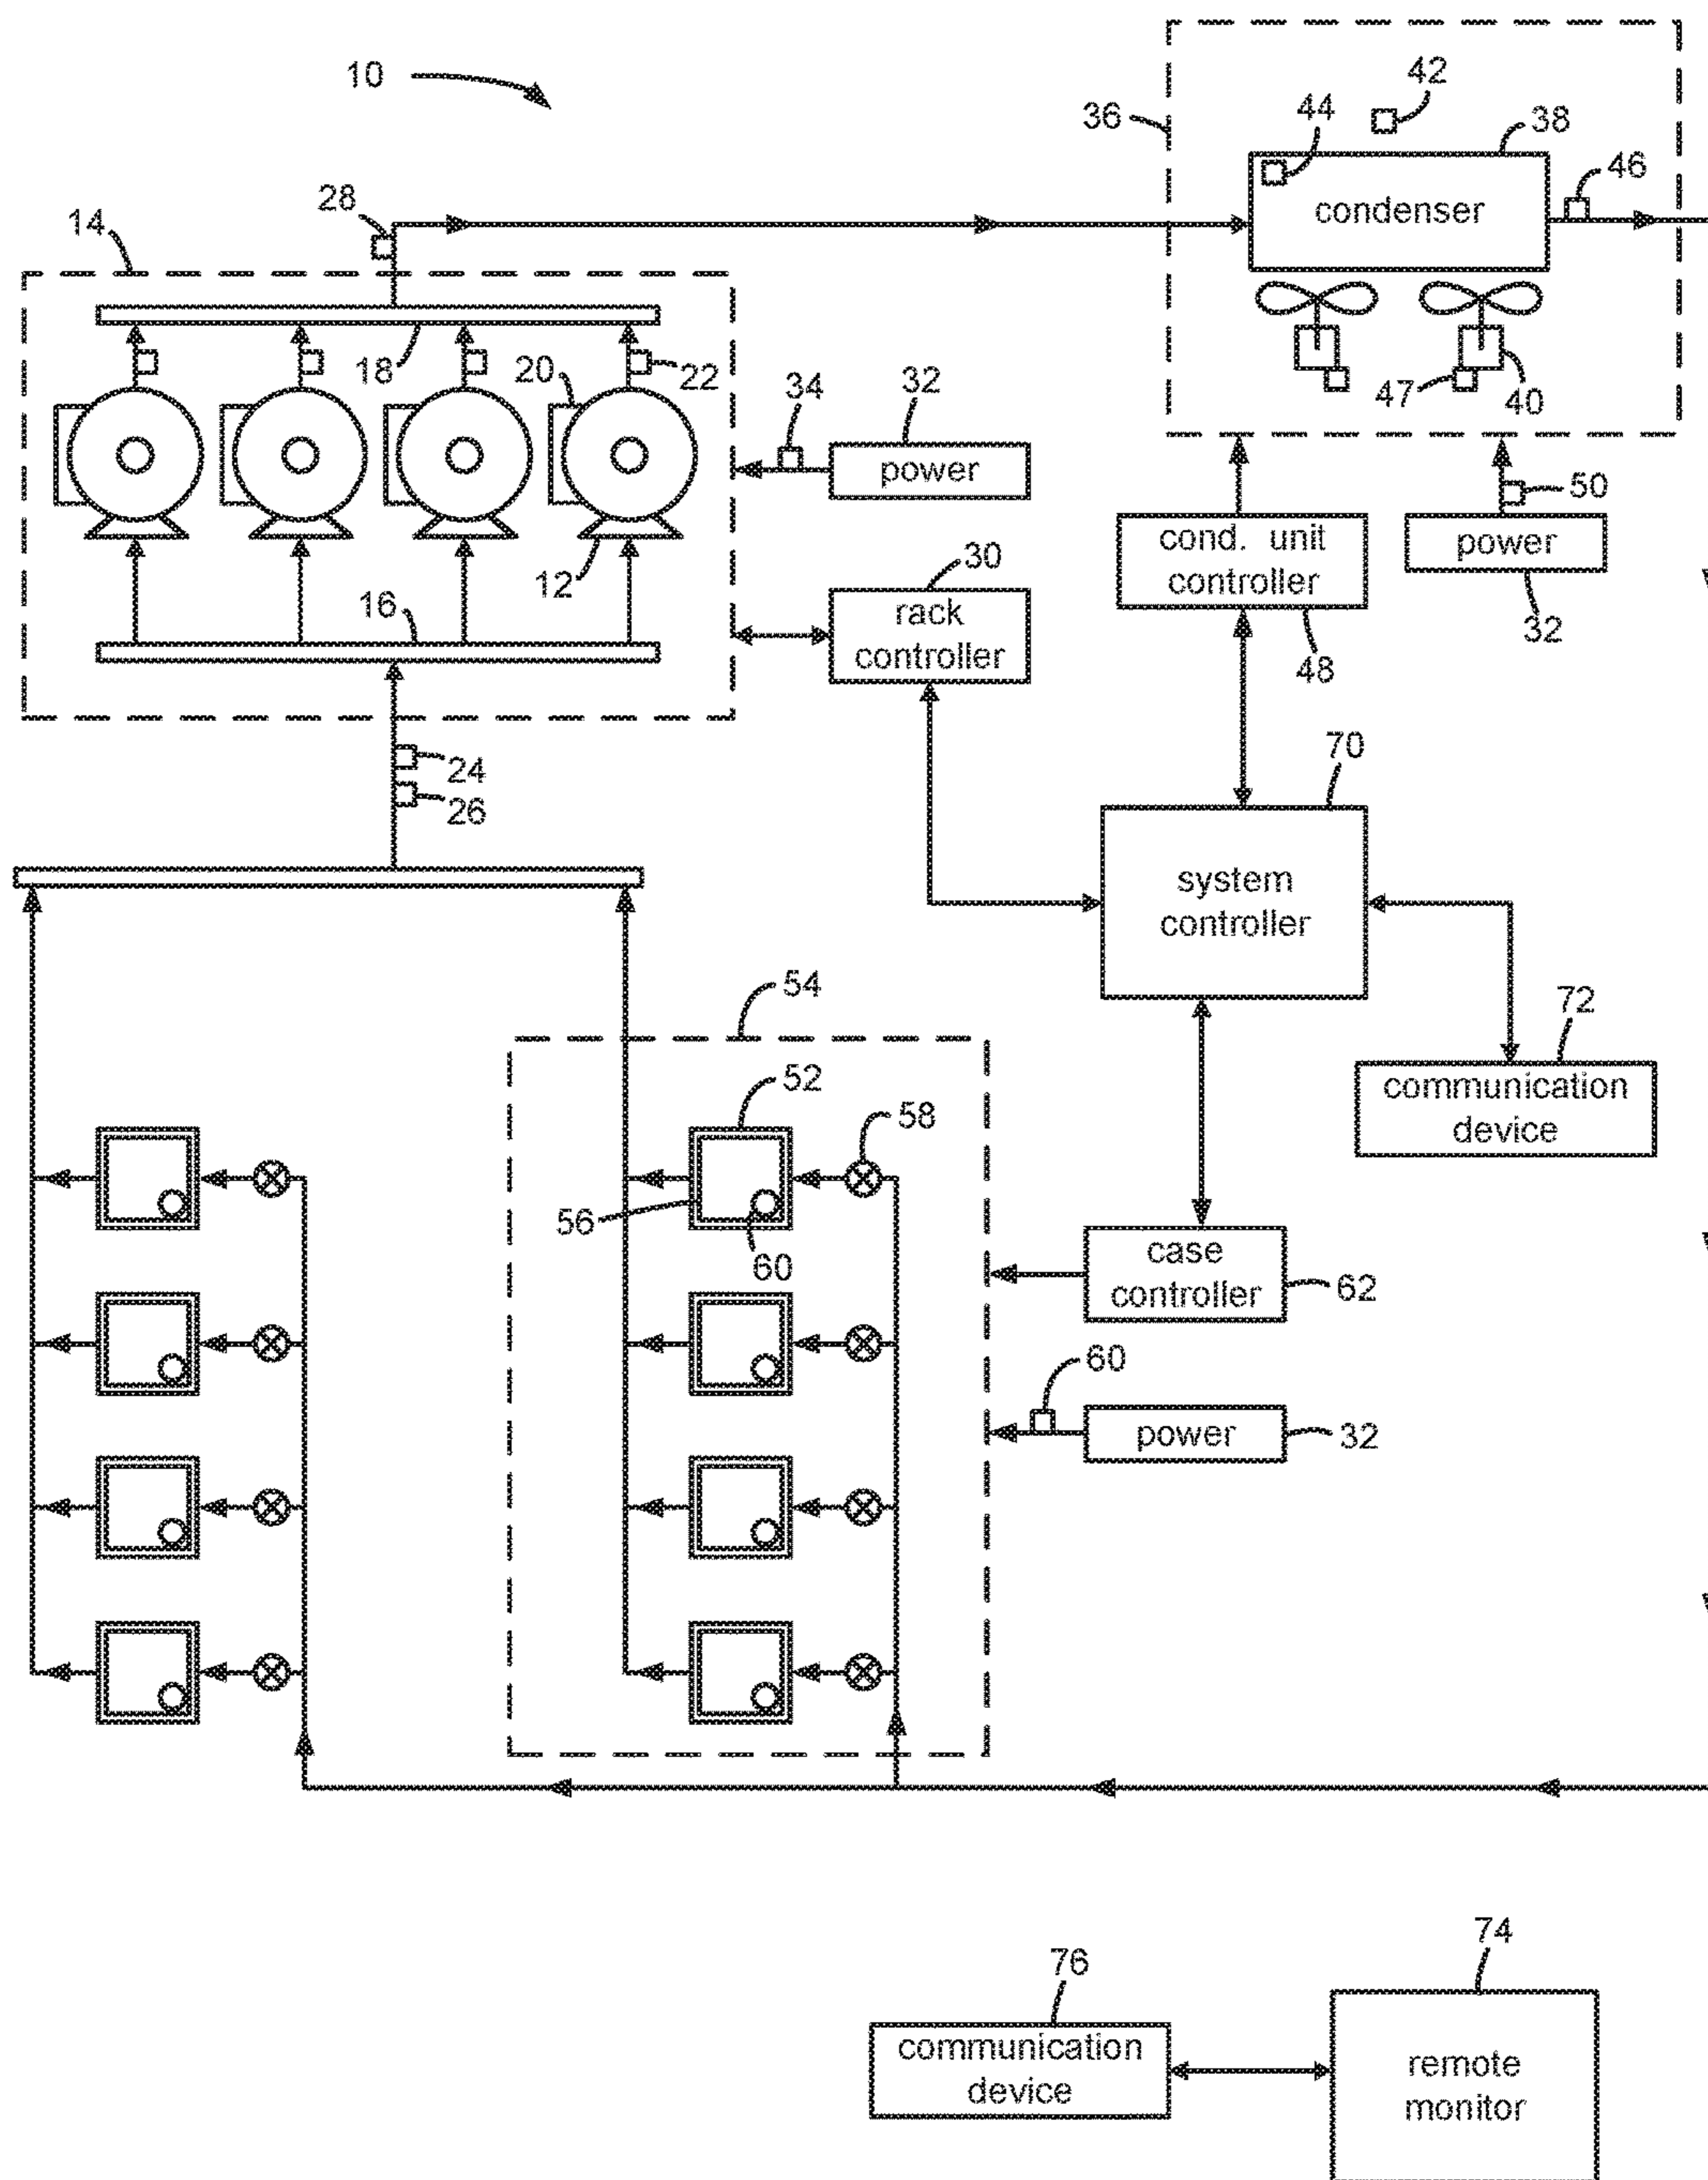 10
42
44
36
38
46
28
condenser
14
18
20
22
34
32
47
40
power
50
cond. unit
controller
power
12
30
16
rack
controller
32
48
24
26
70
system
controller
54
72
52
58
communication
device
56
60
case
controller
62
60
power
32
76
74
communication
device
remote
monitor